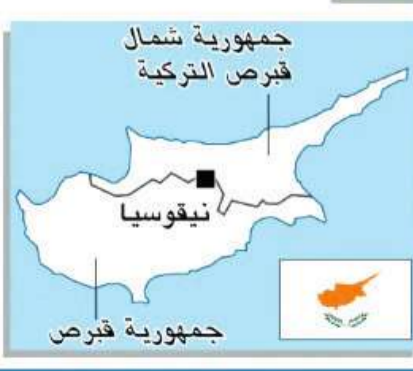 جمهورية شمال
قبرص التركية
نيقوسيا
جمهورية قبرص